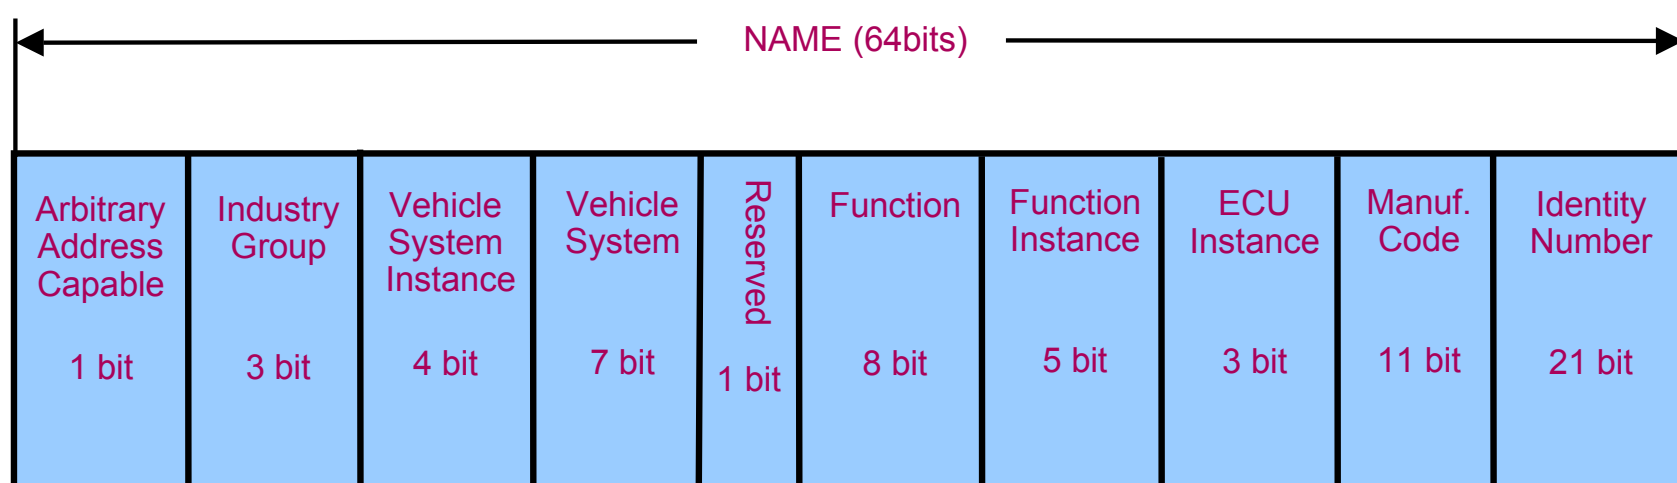 NAME (64bits)
Arbitrary
Address
Capable
1 bit
Industry
Group
3 bit
Vehicle
System
Instance
4 bit
Vehicle
System
7 bit
Reserved
1 bit
Function
8 bit
Function
Instance
5 bit
ECU
Instance
3 bit
Manuf.
Code
11 bit
Identity
Number
21 bit